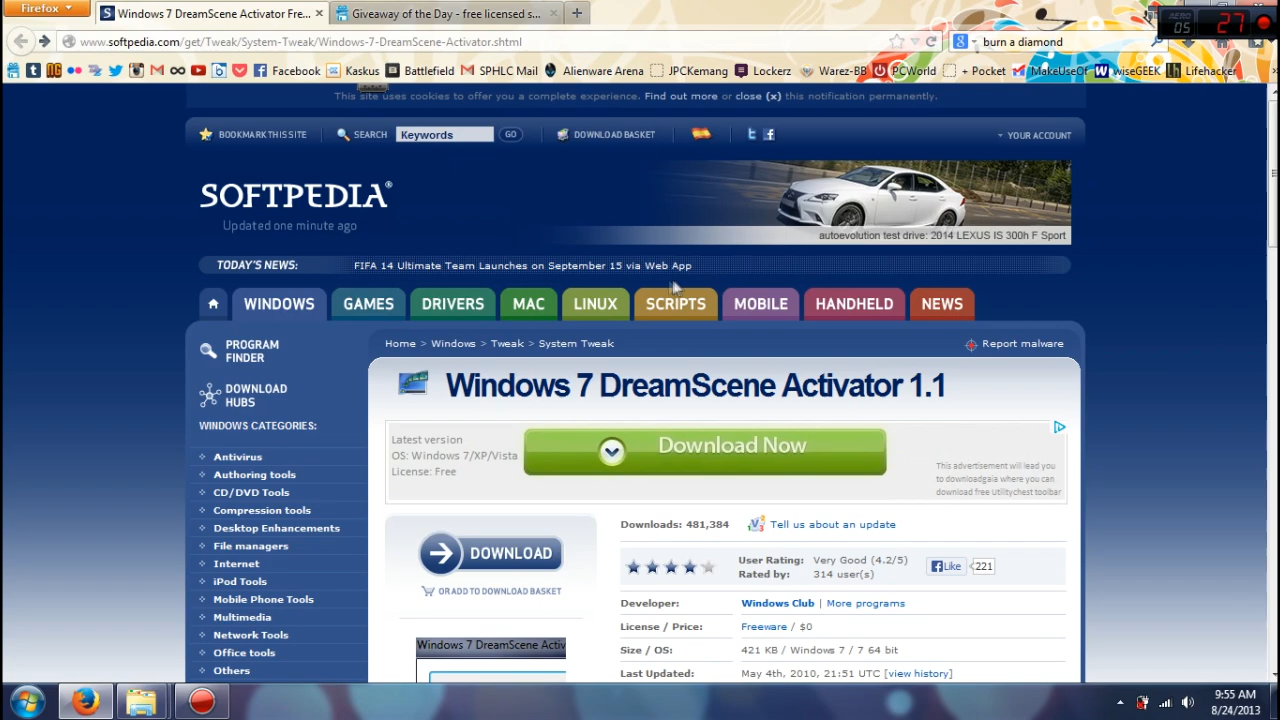 Firefox
Windows 7 DreamScene Activator Fre...
Giveaway of the Day - free licensed s...
05
27
www.softpedia.com/get/Tweak/System-Tweak/Windows-7-DreamScene-A
burn a diamond
Facebook
Kaskus
Battlefield
SPHLC Mail
Alienware Arena
JPCKemang
Lockerz
Warez-BB
PCWorld
+ Pocket
MakeUseOf
wiseGEEK
Lifehacker
This site uses cookies to offer you a complete experience. Find out more or close (x) this notification permanently.
BOOKMARK THIS SITE
SEARCH
Keywords
GO
DOWNLOAD BASKET
YOUR ACCOUNT
SOFTPEDIA®
Updated one minute ago
autoevolution test drive: 2014 LEXUS IS 300h F Sport
TODAY'S NEWS:
FIFA 14 Ultimate Team Launches on September 15 via Web App
WINDOWS
GAMES
DRIVERS
MAC
LINUX
SCRIPTS
MOBILE
HANDHELD
NEWS
PROGRAM
FINDER
DOWNLOAD
HUBS
WINDOWS CATEGORIES:
Antivirus
Authoring tools
CD/DVD Tools
Compression tools
Desktop Enhancements
File managers
Internet
iPod Tools
Mobile Phone Tools
Multimedia
Network Tools
Office tools
Others
Home > Windows > Tweak > System Tweak
Report malware
Windows 7 DreamScene Activator 1.1
Latest version
OS: Windows 7/XP/Vista
License: Free
Download Now
This advertisement will lead you
to downloadgaia where you can
download free Utilitychest toolbar
DOWNLOAD
OR ADD TO DOWNLOAD BASKET
Windows 7 DreamScene Activ
Downloads: 481,384
Tell us about an update
User Rating: Very Good (4.2/5)
Rated by: 314 user(s)
Like
221
Developer: Windows Club | More programs
License / Price: Freeware / $0
Size / OS: 421 KB / Windows 7 / 7 64 bit
Last Updated: May 4th, 2010, 21:51 UTC [view history]
9:55 AM
8/24/2013